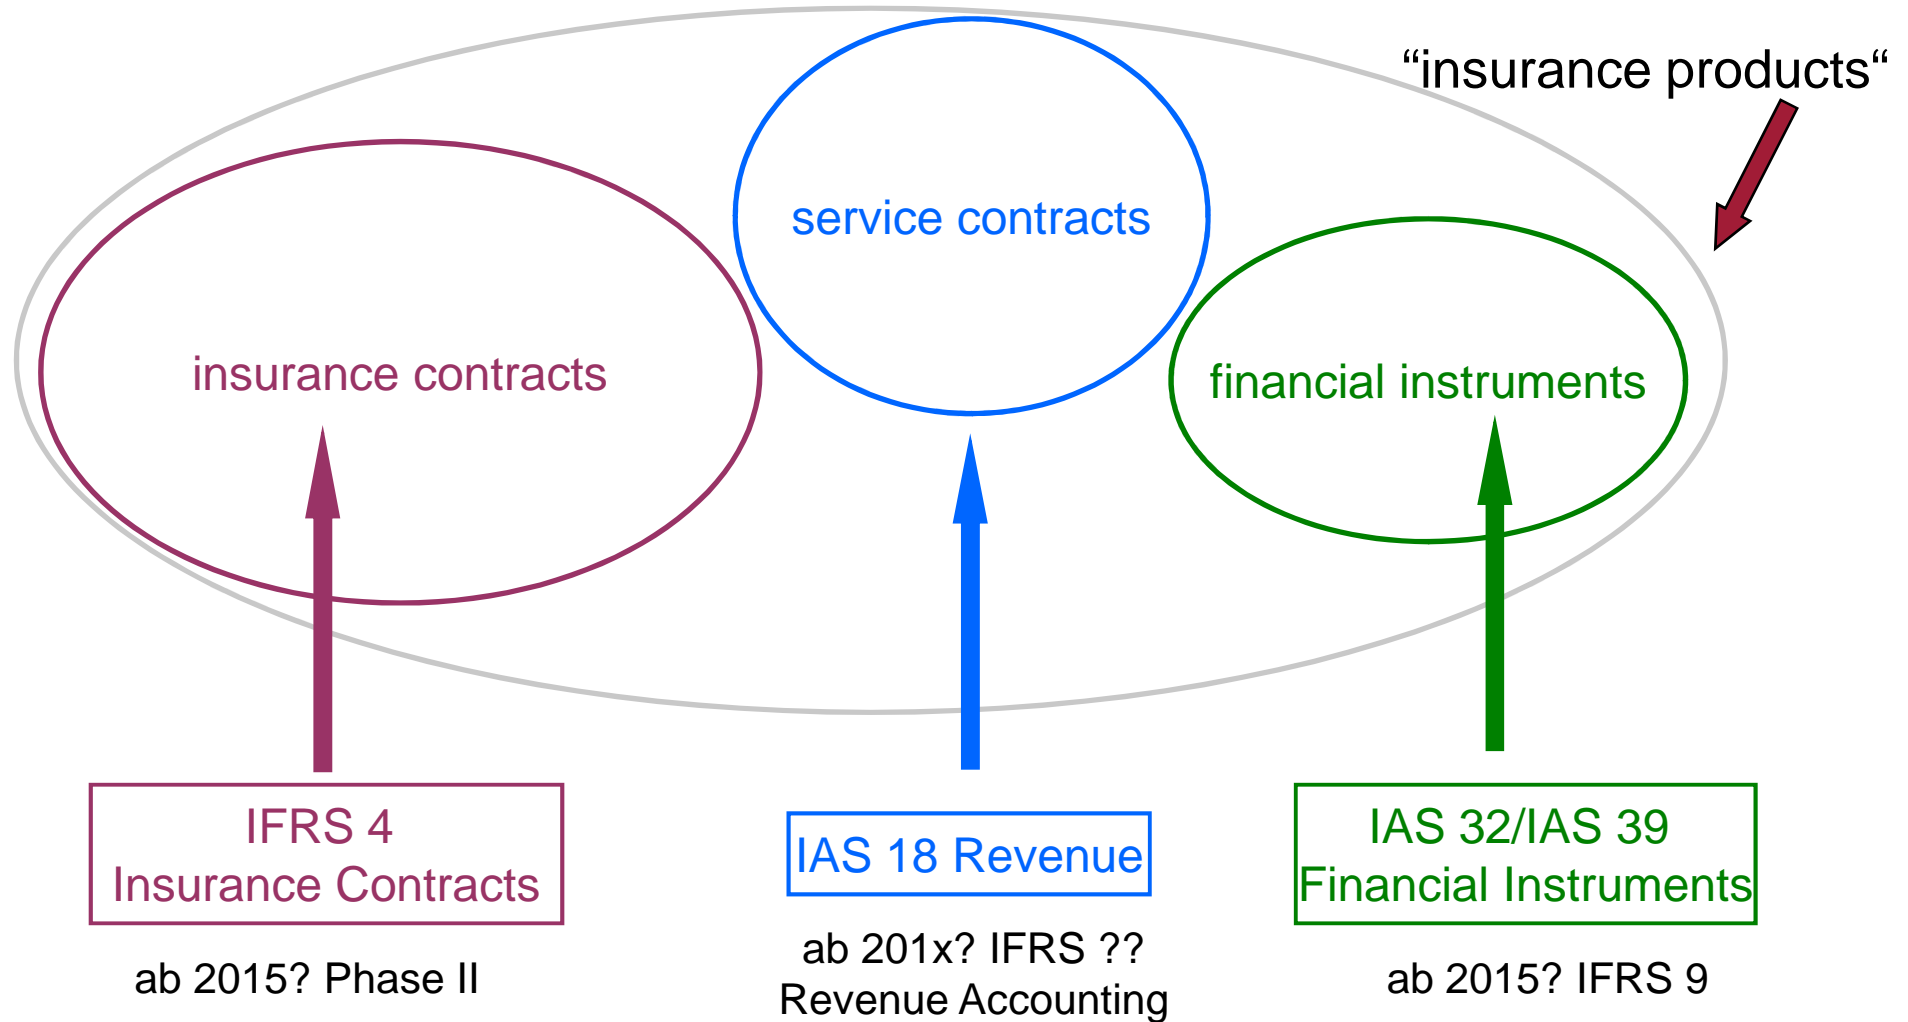 “insurance products“
service contracts
insurance contracts
financial instruments
IFRS 4
Insurance Contracts
ab 2015? Phase II
IAS 18 Revenue
ab 201x? IFRS ??
Revenue Accounting
IAS 32/IAS 39
Financial Instruments
ab 2015? IFRS 9